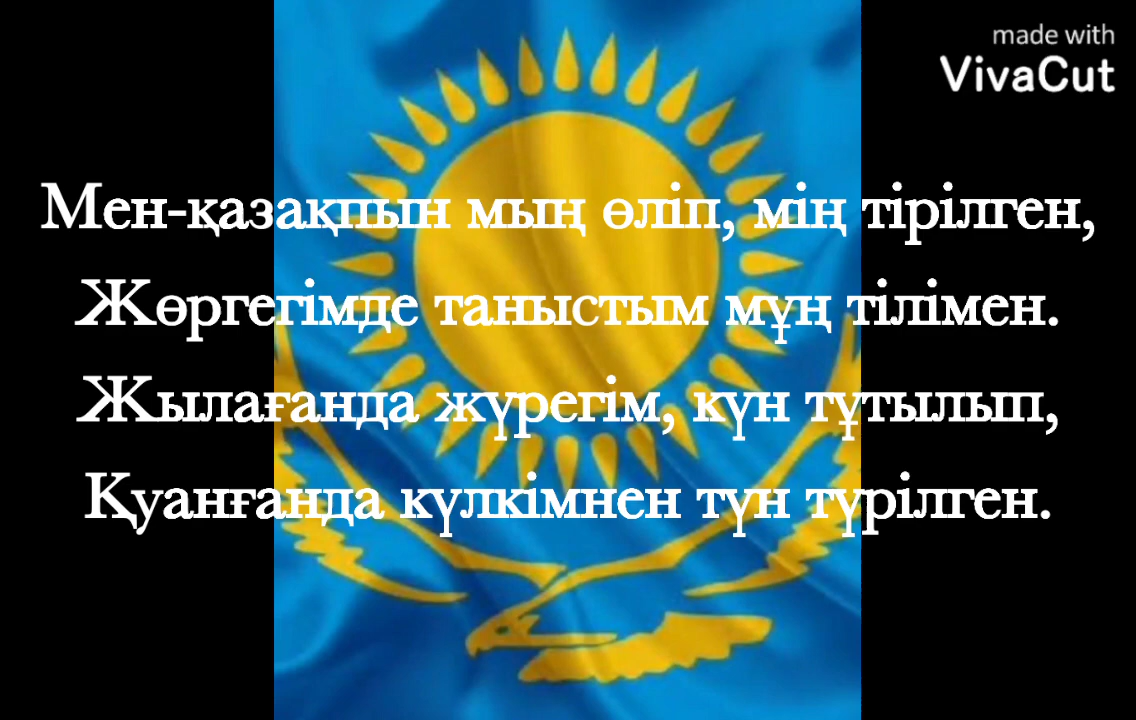 made with
VivaCut
Мен-қазақпын мың өліп, мің тірілген,
Жөргегімде таныстым мұң тілімен.
Жылағанда жүрегім, күн тұтылып,
Қуанғанда күлкімнен түн түрілген.